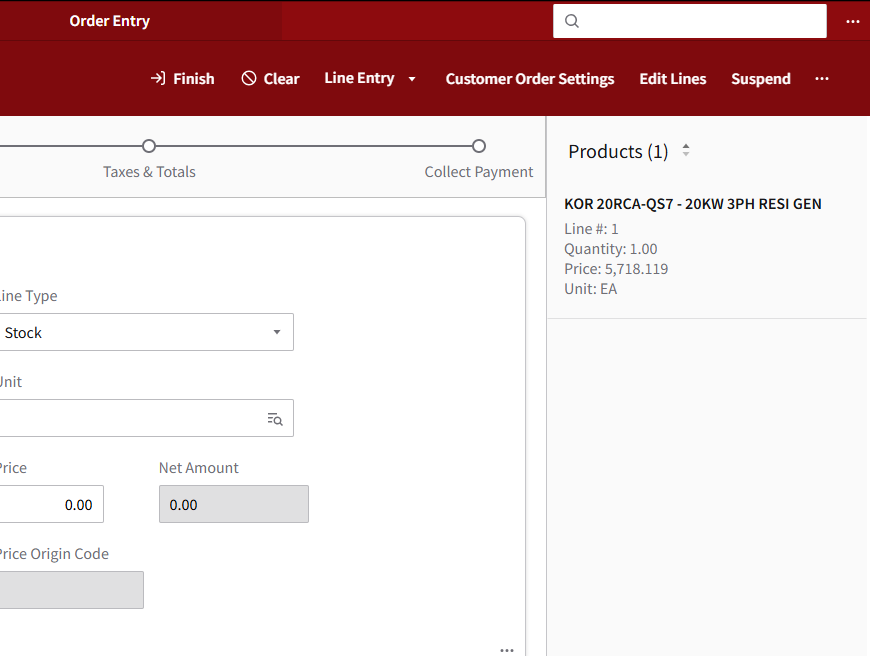 Order Entry
Finish
Clear
Line Entry
Customer Order Settings
Edit Lines
Suspend
Taxes & Totals
Collect Payment
Products (1)
KOR 20RCA-QS7 - 20KW 3PH RESI GEN
Line #: 1
Quantity: 1.00
Price: 5,718.119
Unit: EA
Line Type
Stock
Unit
Price
Net Amount
0.00
0.00
Price Origin Code